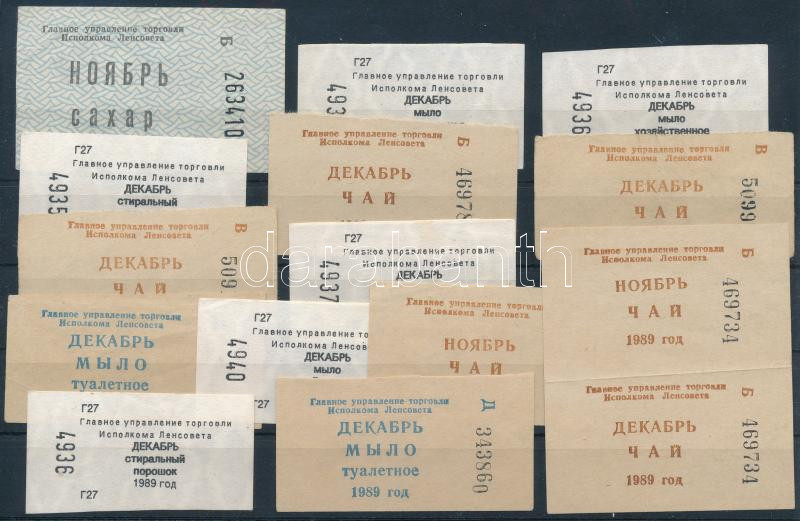 Главное управление торговли
Исполкома Ленсовета
НОЯБРЬ
сахар
Б
263410
Г27
Главное управление торговли
Исполкома Ленсовета
ДЕКАБРЬ
мыло
493
Г27
Главное управление торговли
Исполкома Ленсовета
ДЕКАБРЬ
мыло
хозяйственное
4936
Г27
Главное управление торговли
Исполкома Ленсовета
ДЕКАБРЬ
стиральный
4935
Главное управление торговли
Исполкома Ленсовета
ДЕКАБРЬ
ЧАЙ
Б
46978
Главное управление торговли
Исполкома Ленсовета
ДЕКАБРЬ
ЧАЙ
В
5099
Главное управление торговли
Исполкома Ленсовета
ДЕКАБРЬ
ЧАЙ
В
509
Г27
Главное управление торговли
Исполкома Ленсовета
ДЕКАБРЬ
4937
Главное управление торговли
Исполкома Ленсовета
НОЯБРЬ
ЧАЙ
1989 год
Б
469734
Главное управление торговли
Исполкома Ленсовета
ДЕКАБРЬ
МЫЛО
туалетное
Г27
Главное управление торговли
Исполкома Ленсовета
ДЕКАБРЬ
мыло
4940
Г27
Главное управление торговли
Исполкома Ленсовета
НОЯБРЬ
ЧАЙ
Г27
Главное управление торговли
Исполкома Ленсовета
ДЕКАБРЬ
стиральный
порошок
1989 год
Г27
4936
Главное управление торговли
Исполкома Ленсовета
ДЕКАБРЬ
МЫЛО
туалетное
1989 год
Д
343860
Главное управление торговли
Исполкома Ленсовета
ДЕКАБРЬ
ЧАЙ
1989 год
Б
469734
darabanth